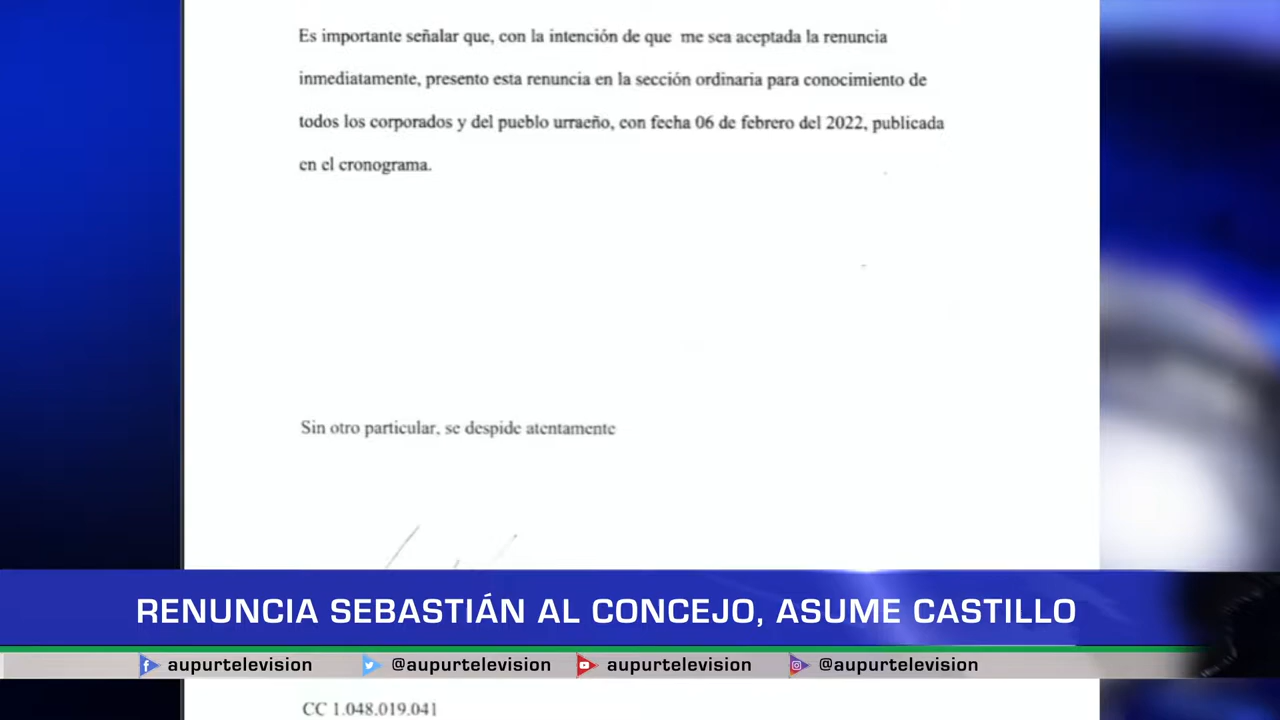 Es importante señalar que, con la intención de que me sea aceptada la renuncia
inmediatamente, presento esta renuncia en la sección ordinaria para conocimiento de
todos los corporados y del pueblo urraeño, con fecha 06 de febrero del 2022, publicada
en el cronograma.
Sin otro particular, se despide atentamente
RENUNCIA SEBASTIÁN AL CONCEJO, ASUME CASTILLO
aupurtelevision @aupurtelevision aupurtelevision @aupurtelevision
CC 1.048.019.041